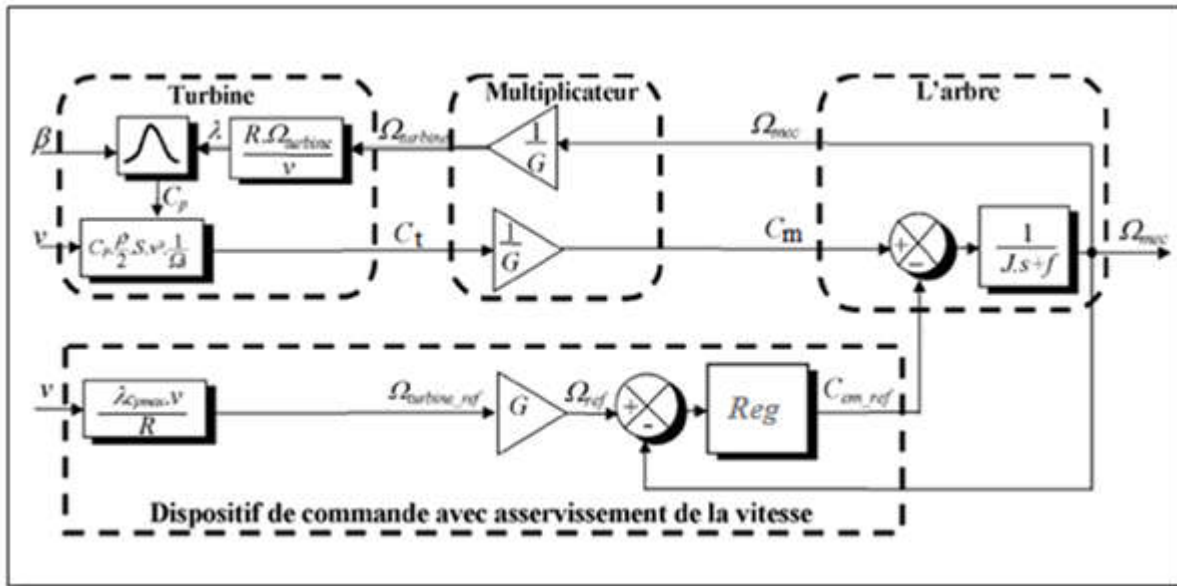 Turbine
Multiplicateur
L'arbre
β
λ
R.Ω_turbine
v
Ω_turbine
1
G
Ω_mec
C_p
v
C_p.ρ/2.S.v³.1/Ω
C_t
1
G
C_m
+
-
1
J.s+f
Ω_mec
v
λ_cpmax.v
R
Ω_turbine_ref
G
Ω_ref
+
-
Reg
C_em_ref
Dispositif de commande avec asservissement de la vitesse